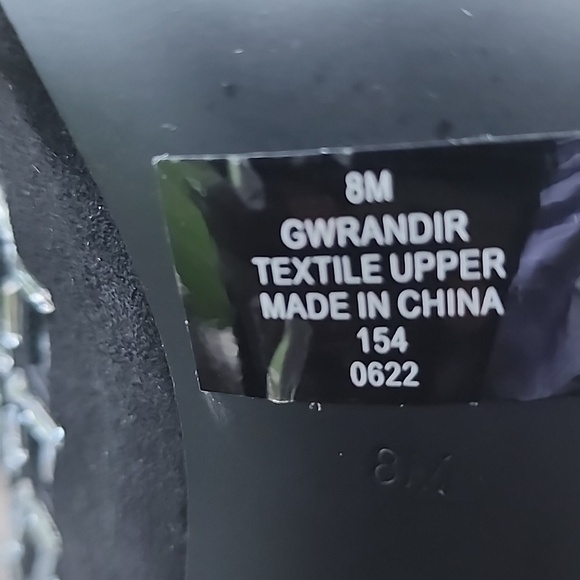 8M
GWRANDIR
TEXTILE UPPER
MADE IN CHINA
154
0622
8M